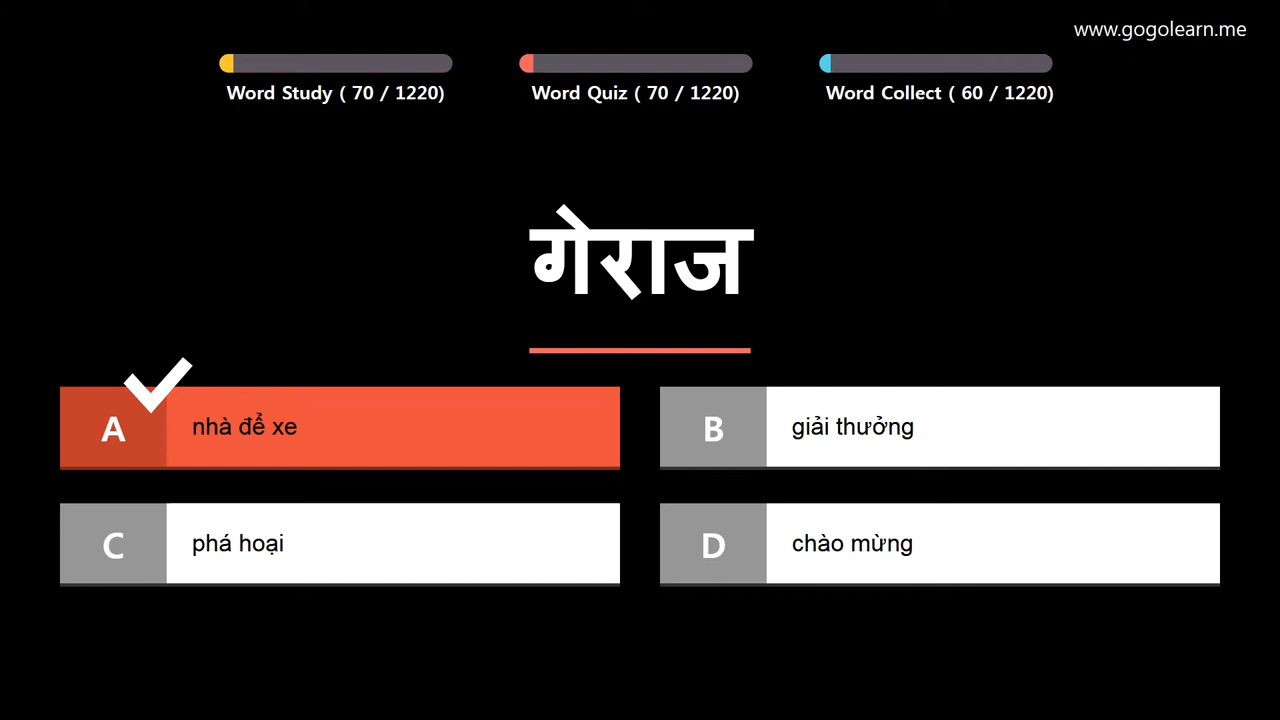 www.gogolearn.me
Word Study ( 70 / 1220)
Word Quiz ( 70 / 1220)
Word Collect ( 60 / 1220)
गेराज
A nhà để xe
B giải thưởng
C phá hoại
D chào mừng